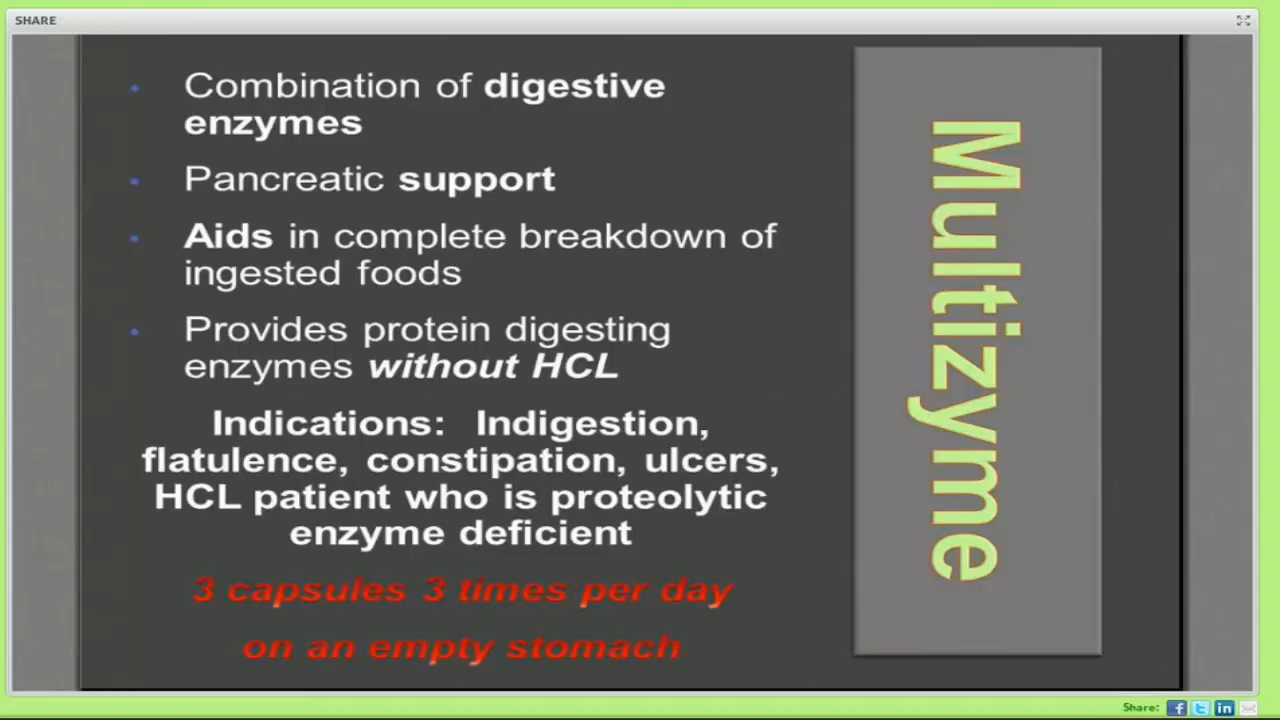 SHARE
Combination of digestive
enzymes
Pancreatic support
Aids in complete breakdown of
ingested foods
Provides protein digesting
enzymes without HCL
Indications: Indigestion,
flatulence, constipation, ulcers,
HCL patient who is proteolytic
enzyme deficient
3 capsules 3 times per day
on an empty stomach
Multizyme
Share: